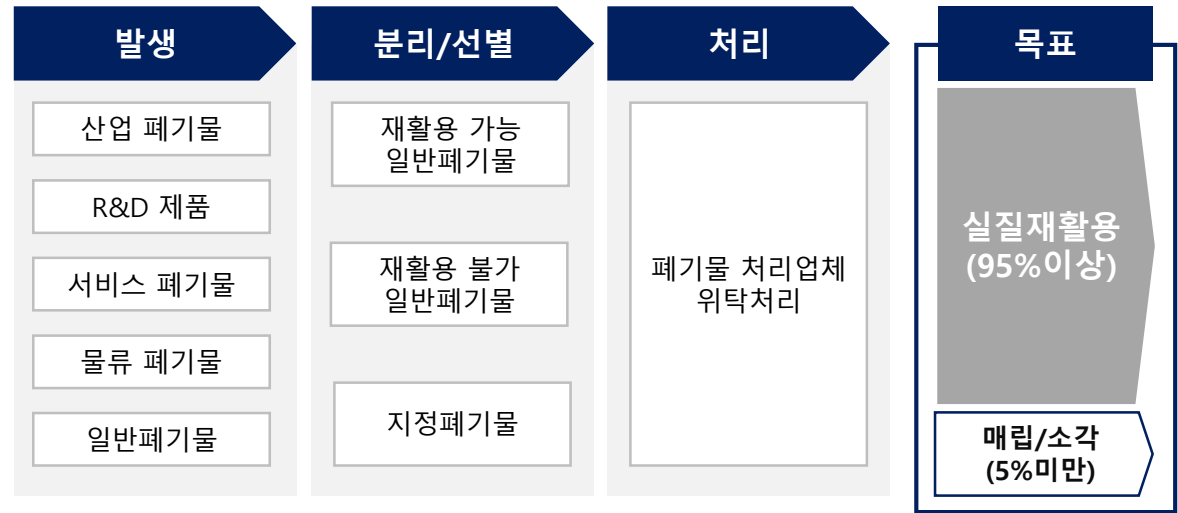 발생
산업 폐기물
R&D 제품
서비스 폐기물
물류 폐기물
일반폐기물
분리/선별
재활용 가능
일반폐기물
재활용 불가
일반폐기물
지정폐기물
처리
폐기물 처리업체
위탁처리
목표
실질재활용
(95%이상)
매립/소각
(5%미만)